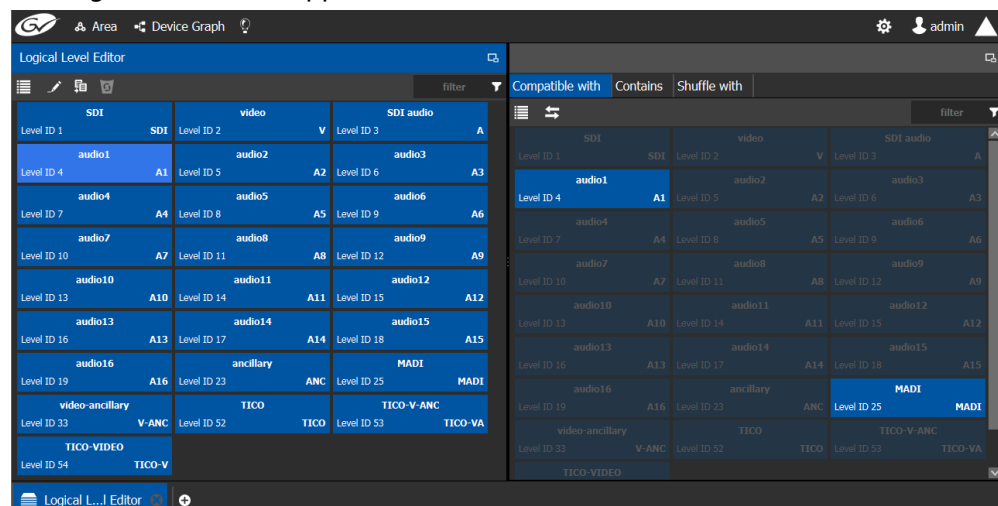 GV Area Device Graph admin
Logical Level Editor
filter
SDI video SDI audio
Level ID 1 SDI Level ID 2 V Level ID 3 A
audio1 audio2 audio3
Level ID 4 A1 Level ID 5 A2 Level ID 6 A3
audio4 audio5 audio6
Level ID 7 A4 Level ID 8 A5 Level ID 9 A6
audio7 audio8 audio9
Level ID 10 A7 Level ID 11 A8 Level ID 12 A9
audio10 audio11 audio12
Level ID 13 A10 Level ID 14 A11 Level ID 15 A12
audio13 audio14 audio15
Level ID 16 A13 Level ID 17 A14 Level ID 18 A15
audio16 ancillary MADI
Level ID 19 A16 Level ID 23 ANC Level ID 25 MADI
video-ancillary TICO TICO-V-ANC
Level ID 33 V-ANC Level ID 52 TICO Level ID 53 TICO-VA
TICO-VIDEO
Level ID 54 TICO-V
Compatible with Contains Shuffle with
filter
SDI video SDI audio
Level ID 1 SDI Level ID 2 V Level ID 3 A
audio1 audio2 audio3
Level ID 4 A1 Level ID 5 A2 Level ID 6 A3
audio4 audio5 audio6
Level ID 7 A4 Level ID 8 A5 Level ID 9 A6
audio7 audio8 audio9
Level ID 10 A7 Level ID 11 A8 Level ID 12 A9
audio10 audio11 audio12
Level ID 13 A10 Level ID 14 A11 Level ID 15 A12
audio13 audio14 audio15
Level ID 16 A13 Level ID 17 A14 Level ID 18 A15
audio16 ancillary MADI
Level ID 19 A16 Level ID 23 ANC Level ID 25 MADI
video-ancillary TICO TICO-V-ANC
Level ID 33 V-ANC Level ID 52 TICO Level ID 53 TICO-VA
TICO-VIDEO
Logical L...l Editor